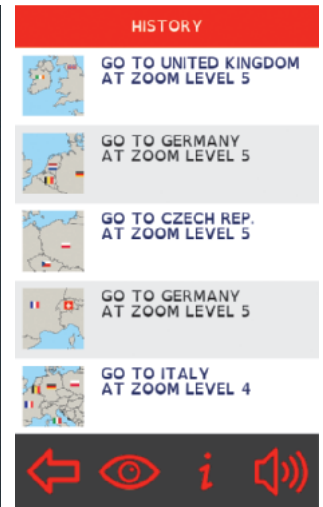 HISTORY
GO TO UNITED KINGDOM
AT ZOOM LEVEL 5
GO TO GERMANY
AT ZOOM LEVEL 5
GO TO CZECH REP.
AT ZOOM LEVEL 5
GO TO GERMANY
AT ZOOM LEVEL 5
GO TO ITALY
AT ZOOM LEVEL 4
i